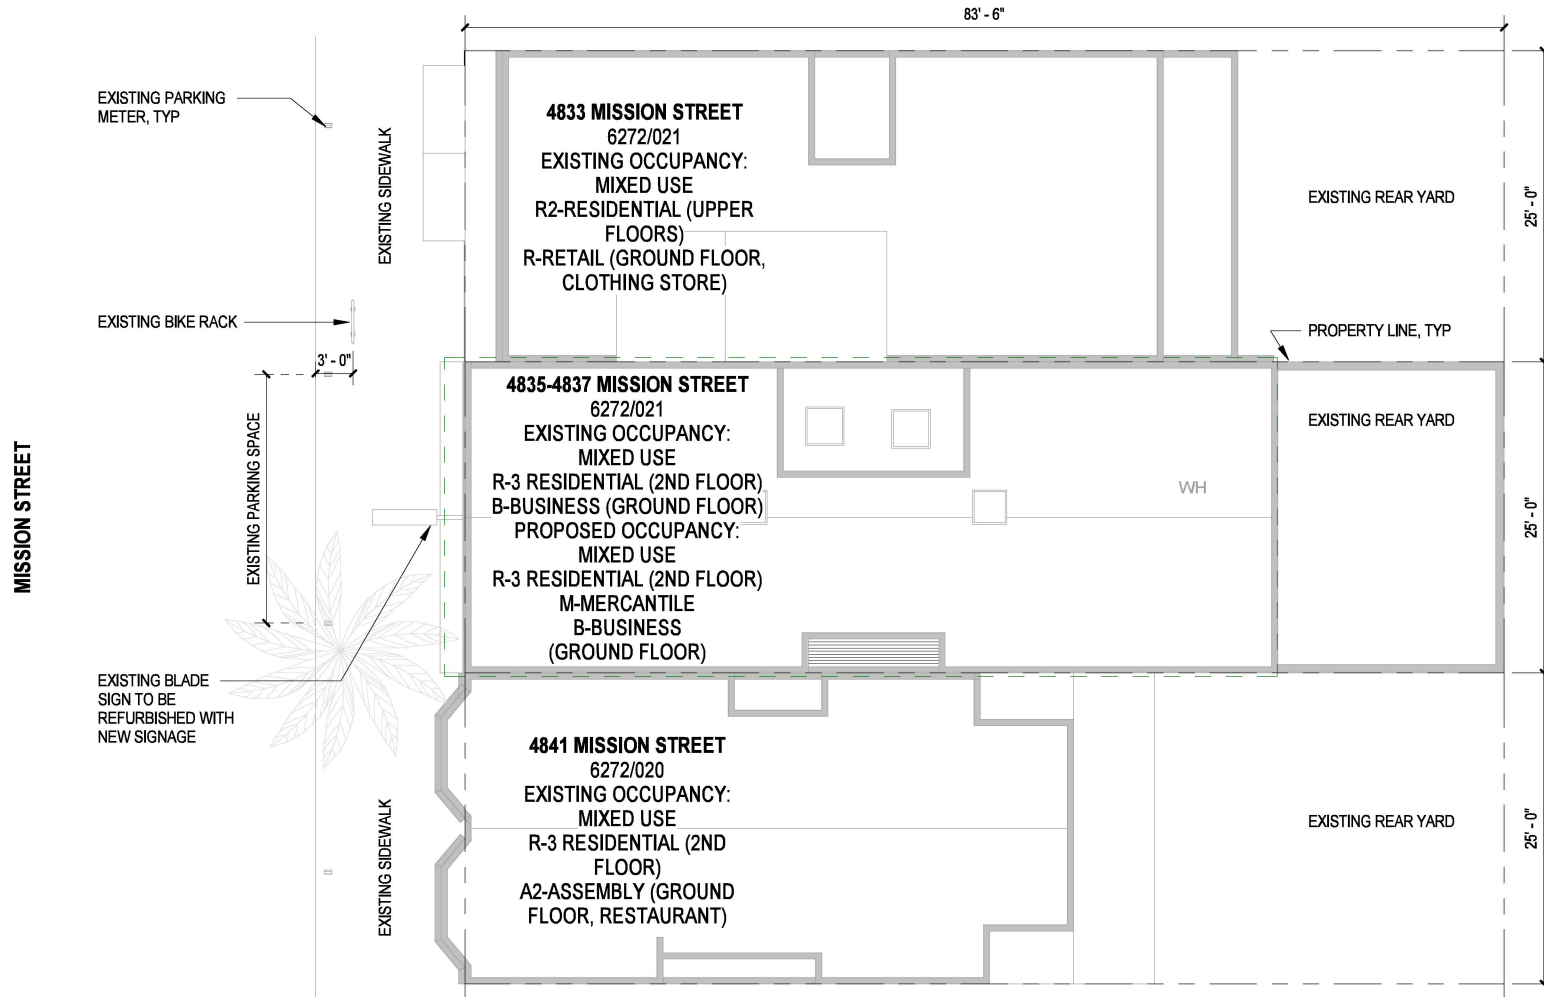 83' - 6"
EXISTING PARKING
METER, TYP
EXISTING SIDEWALK
4833 MISSION STREET
6272/021
EXISTING OCCUPANCY:
MIXED USE
R2-RESIDENTIAL (UPPER
FLOORS)
R-RETAIL (GROUND FLOOR,
CLOTHING STORE)
EXISTING REAR YARD
25' - 0"
EXISTING BIKE RACK
3' - 0"
PROPERTY LINE, TYP
MISSION STREET
EXISTING PARKING SPACE
4835-4837 MISSION STREET
6272/021
EXISTING OCCUPANCY:
MIXED USE
R-3 RESIDENTIAL (2ND FLOOR)
B-BUSINESS (GROUND FLOOR)
PROPOSED OCCUPANCY:
MIXED USE
R-3 RESIDENTIAL (2ND FLOOR)
M-MERCANTILE
B-BUSINESS
(GROUND FLOOR)
WH
EXISTING REAR YARD
25' - 0"
EXISTING BLADE
SIGN TO BE
REFURBISHED WITH
NEW SIGNAGE
EXISTING SIDEWALK
4841 MISSION STREET
6272/020
EXISTING OCCUPANCY:
MIXED USE
R-3 RESIDENTIAL (2ND
FLOOR)
A2-ASSEMBLY (GROUND
FLOOR, RESTAURANT)
EXISTING REAR YARD
25' - 0"